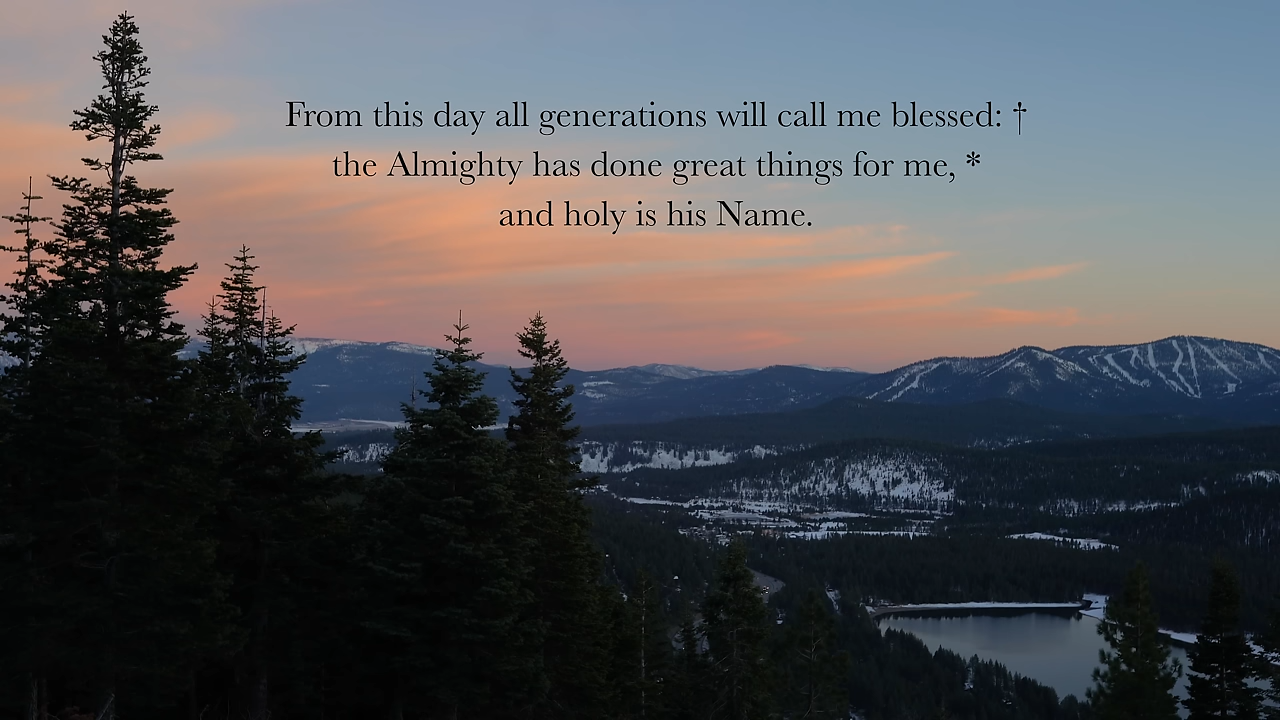 From this day all generations will call me blessed: †
the Almighty has done great things for me, *
and holy is his Name.